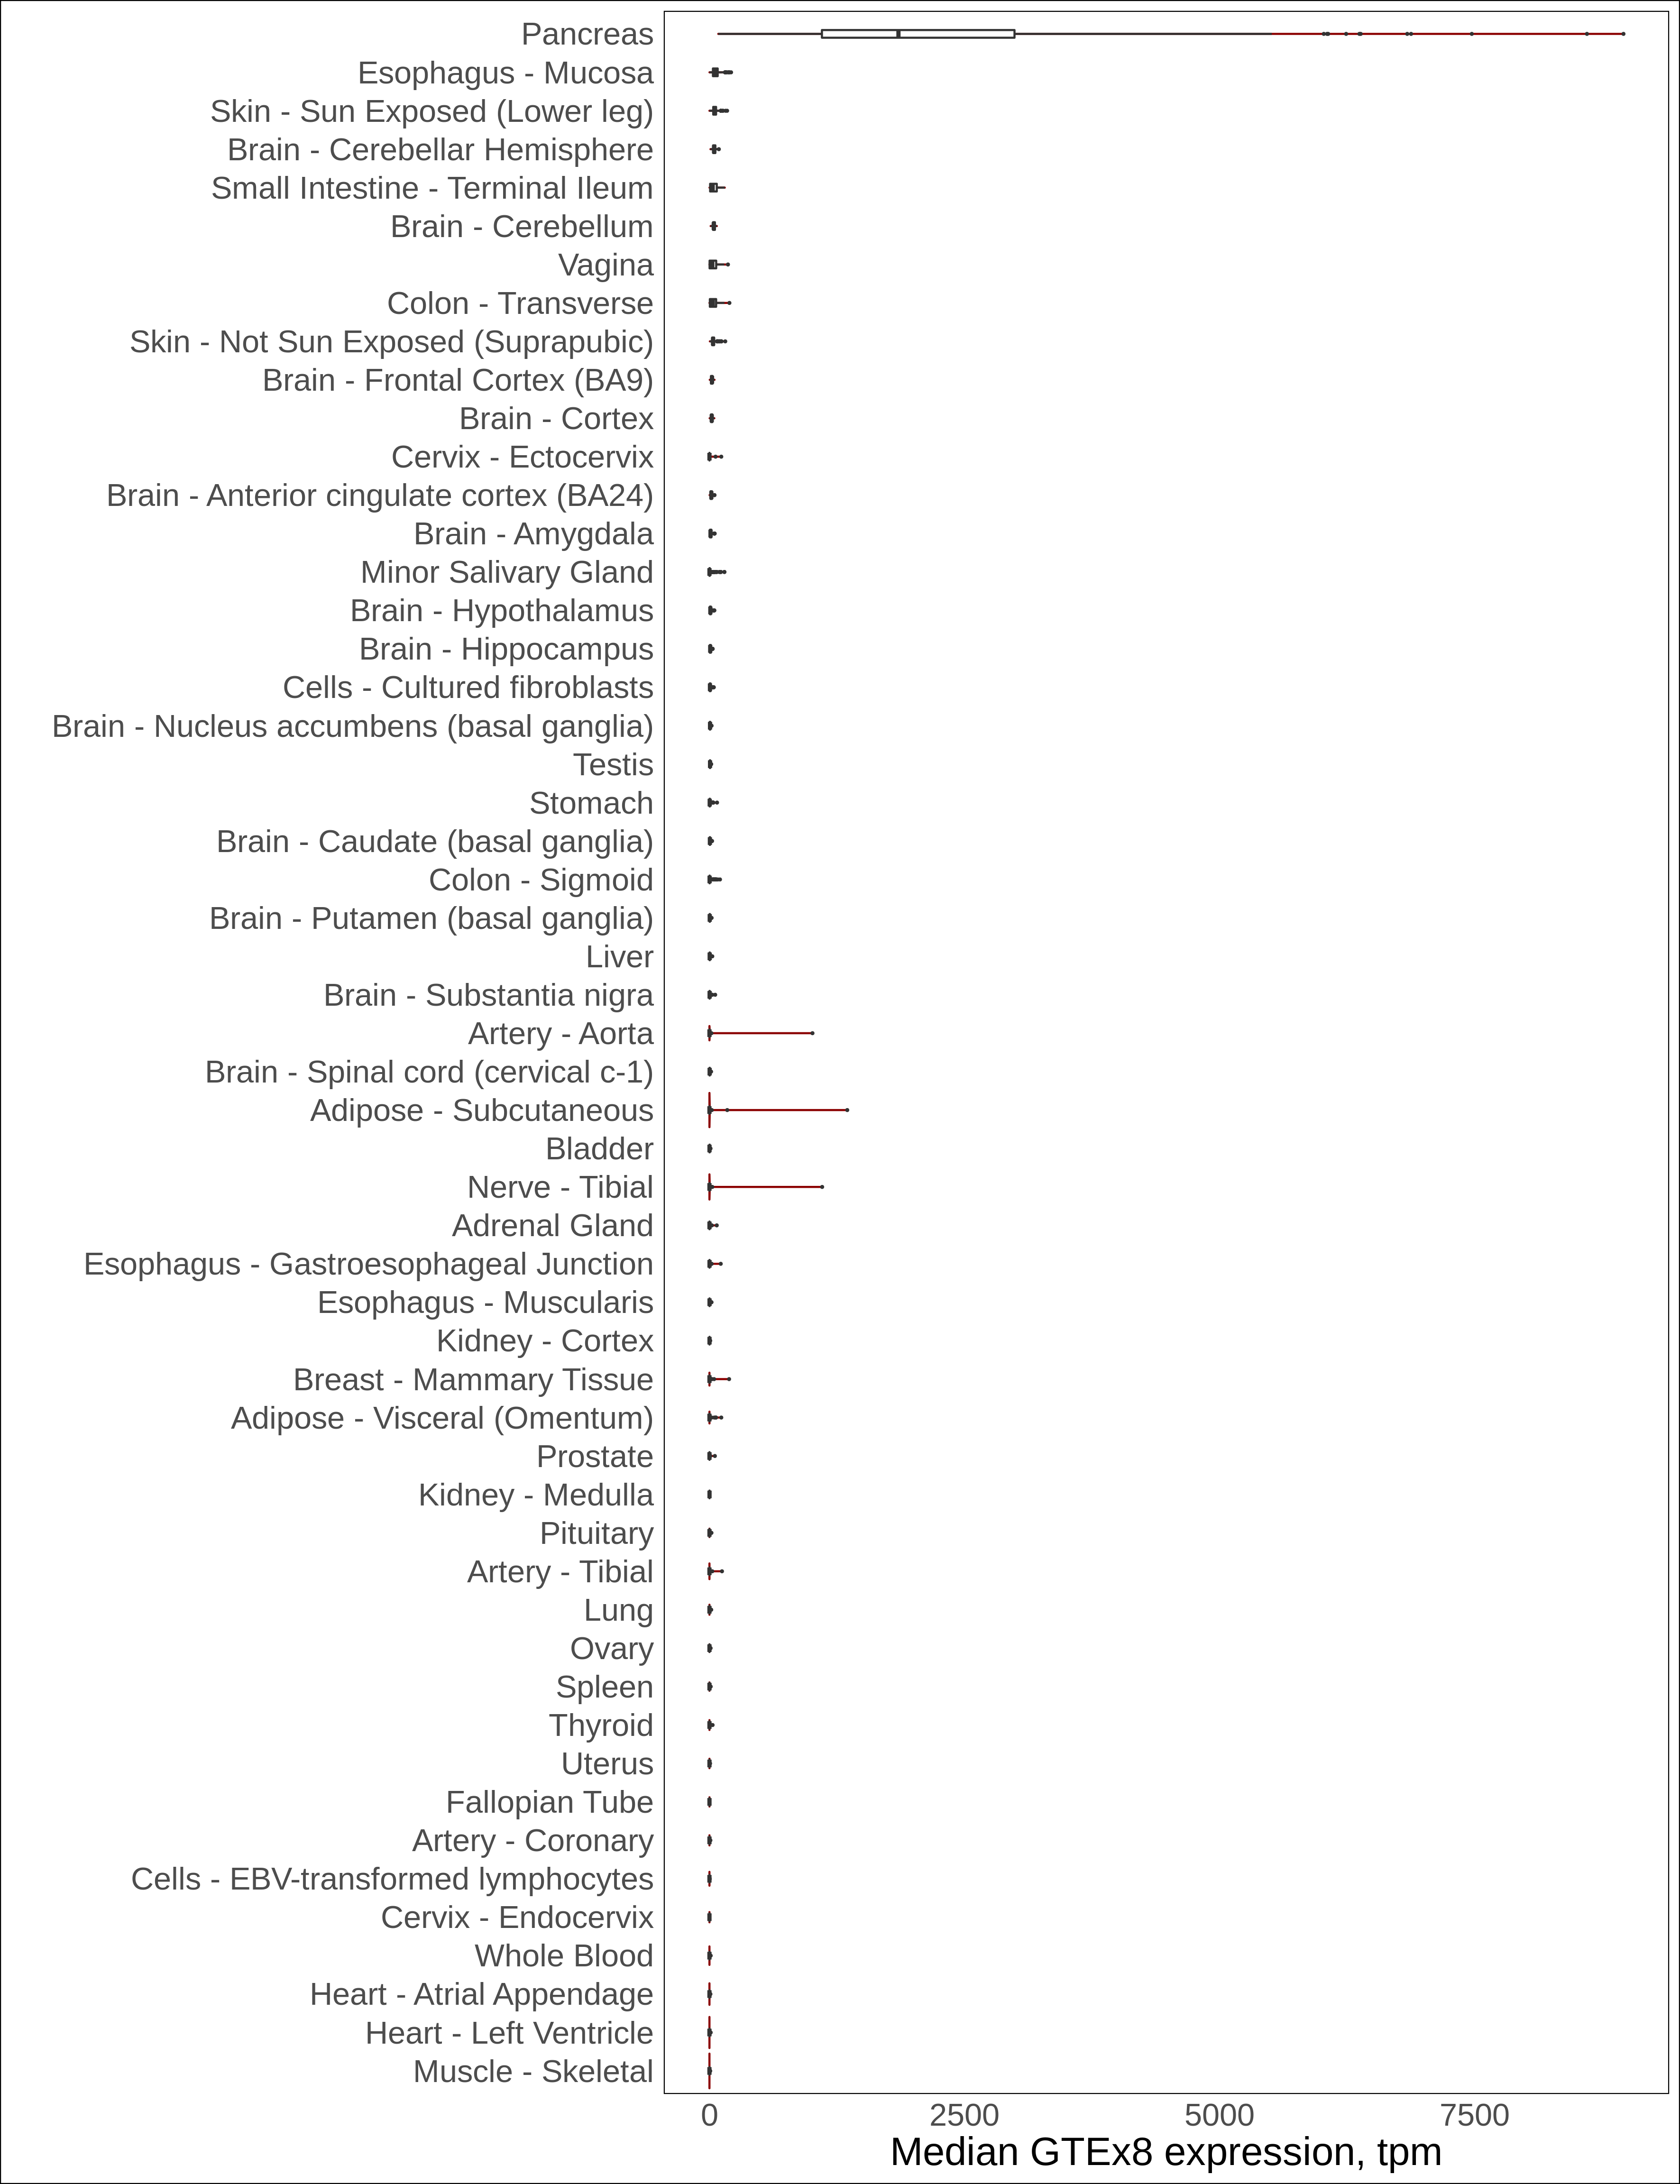 Pancreas
Esophagus - Mucosa
Skin - Sun Exposed (Lower leg)
Brain - Cerebellar Hemisphere
Small Intestine - Terminal Ileum
Brain - Cerebellum
Vagina
Colon - Transverse
Skin - Not Sun Exposed (Suprapubic)
Brain - Frontal Cortex (BA9)
Brain - Cortex
Cervix - Ectocervix
Brain - Anterior cingulate cortex (BA24)
Brain - Amygdala
Minor Salivary Gland
Brain - Hypothalamus
Brain - Hippocampus
Cells - Cultured fibroblasts
Brain - Nucleus accumbens (basal ganglia)
Testis
Stomach
Brain - Caudate (basal ganglia)
Colon - Sigmoid
Brain - Putamen (basal ganglia)
Liver
Brain - Substantia nigra
Artery - Aorta
Brain - Spinal cord (cervical c-1)
Adipose - Subcutaneous
Bladder
Nerve - Tibial
Adrenal Gland
Esophagus - Gastroesophageal Junction
Esophagus - Muscularis
Kidney - Cortex
Breast - Mammary Tissue
Adipose - Visceral (Omentum)
Prostate
Kidney - Medulla
Pituitary
Artery - Tibial
Lung
Ovary
Spleen
Thyroid
Uterus
Fallopian Tube
Artery - Coronary
Cells - EBV-transformed lymphocytes
Cervix - Endocervix
Whole Blood
Heart - Atrial Appendage
Heart - Left Ventricle
Muscle - Skeletal
0 2500 5000 7500
Median GTEx8 expression, tpm